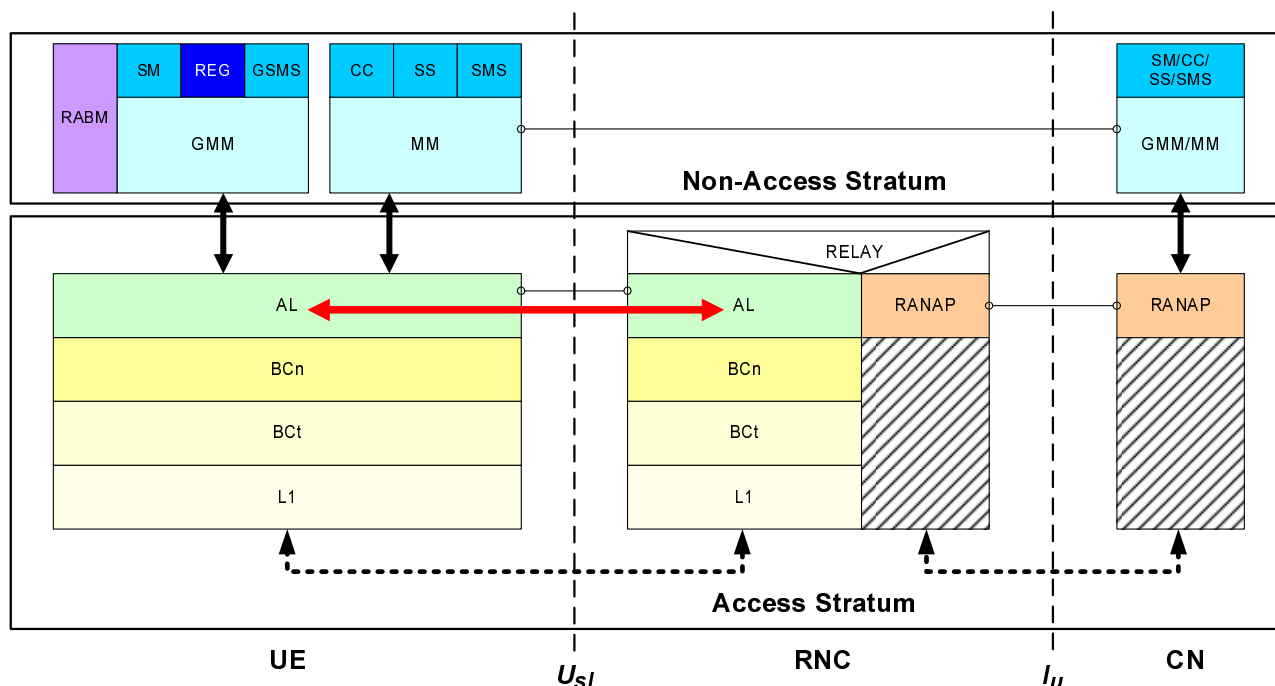 SM
REG
GSMS
RABM
GMM
CC
SS
SMS
MM
SM/CC/
SS/SMS
GMM/MM
Non-Access Stratum
RELAY
AL
AL
RANAP
RANAP
BCn
BCn
BCt
BCt
L1
L1
Access Stratum
UE
Usl
RNC
Iu
CN